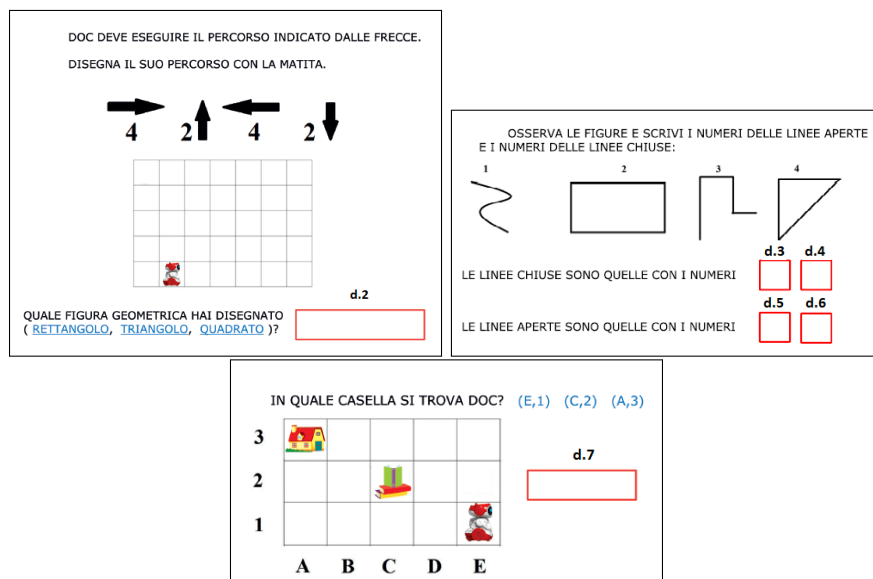 DOC DEVE ESEGUIRE IL PERCORSO INDICATO DALLE FRECCE.
DISEGNA IL SUO PERCORSO CON LA MATITA.
4 2 4 2
QUALE FIGURA GEOMETRICA HAI DISEGNATO
( RETTANGOLO, TRIANGOLO, QUADRATO )?
d.2
OSSERVA LE FIGURE E SCRIVI I NUMERI DELLE LINEE APERTE
E I NUMERI DELLE LINEE CHIUSE:
1 2 3 4
d.3 d.4
LE LINEE CHIUSE SONO QUELLE CON I NUMERI
d.5 d.6
LE LINEE APERTE SONO QUELLE CON I NUMERI
IN QUALE CASELLA SI TROVA DOC? (E,1) (C,2) (A,3)
3
2
1
A B C D E
d.7